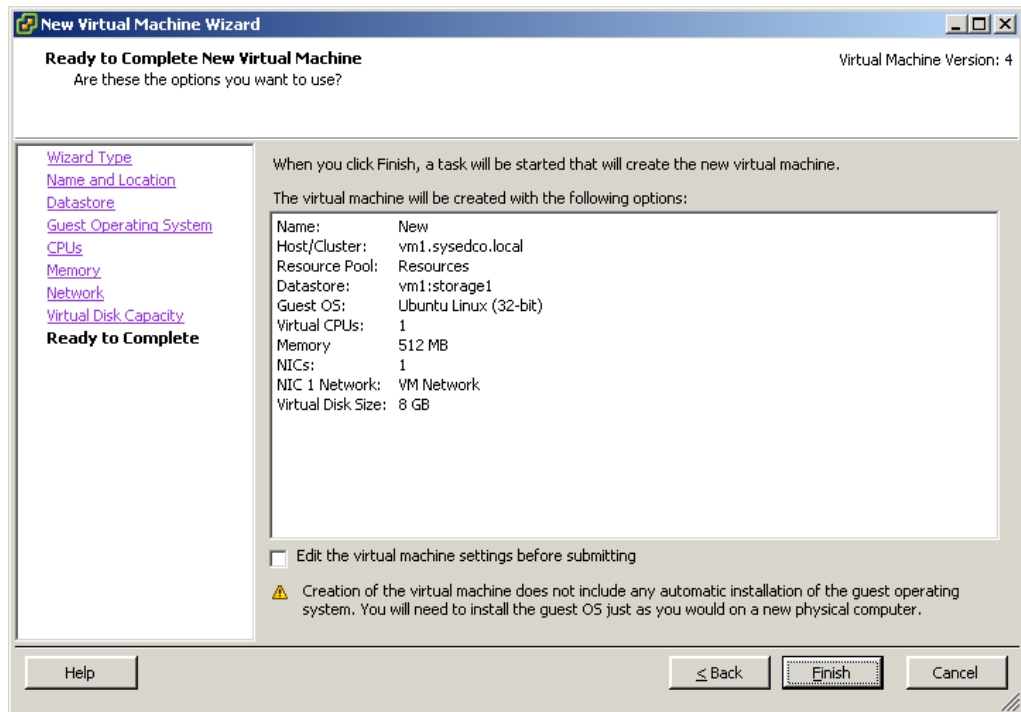 New Virtual Machine Wizard
Ready to Complete New Virtual Machine
Virtual Machine Version: 4
Are these the options you want to use?
Wizard Type
Name and Location
Datastore
Guest Operating System
CPUs
Memory
Network
Virtual Disk Capacity
Ready to Complete
When you click Finish, a task will be started that will create the new virtual machine.
The virtual machine will be created with the following options:
Name: New
Host/Cluster: vm1.sysedco.local
Resource Pool: Resources
Datastore: vm1:storage1
Guest OS: Ubuntu Linux (32-bit)
Virtual CPUs: 1
Memory 512 MB
NICs: 1
NIC 1 Network: VM Network
Virtual Disk Size: 8 GB
Edit the virtual machine settings before submitting
Creation of the virtual machine does not include any automatic installation of the guest operating
system. You will need to install the guest OS just as you would on a new physical computer.
Help
< Back
Finish
Cancel